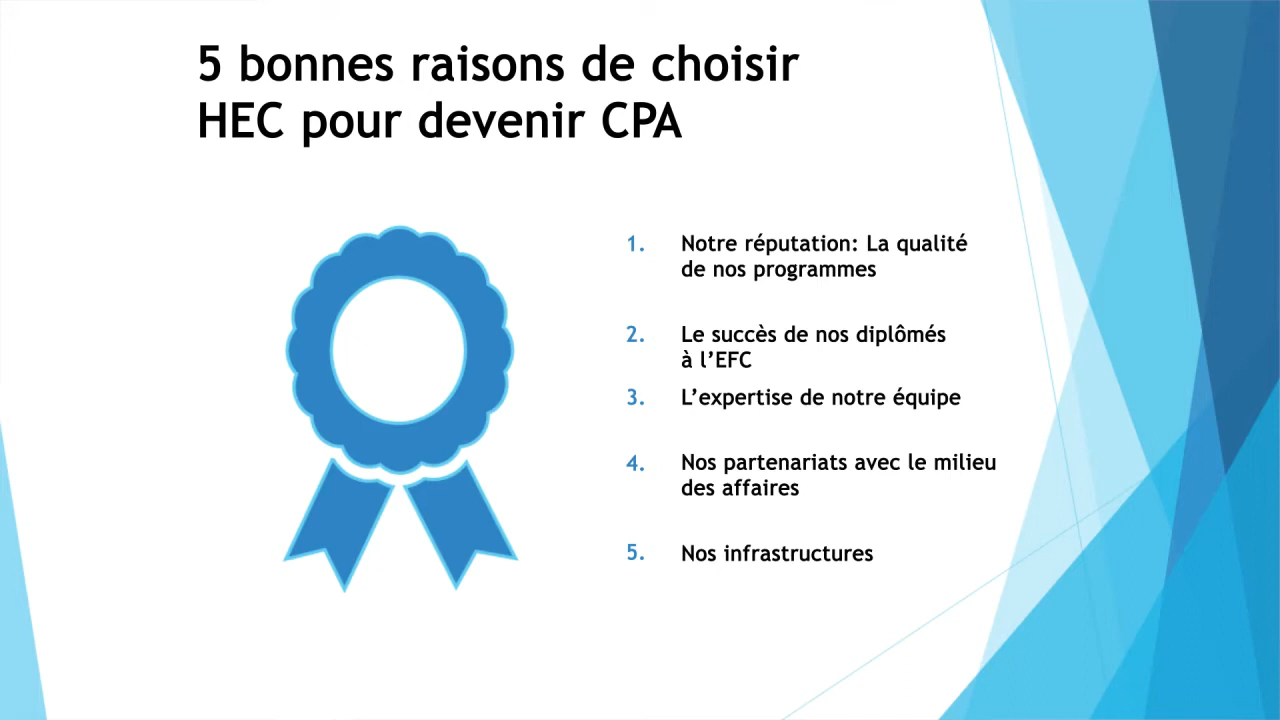 5 bonnes raisons de choisir
HEC pour devenir CPA
1. Notre réputation: La qualité
de nos programmes
2. Le succès de nos diplômés
à l’EFC
3. L’expertise de notre équipe
4. Nos partenariats avec le milieu
des affaires
5. Nos infrastructures